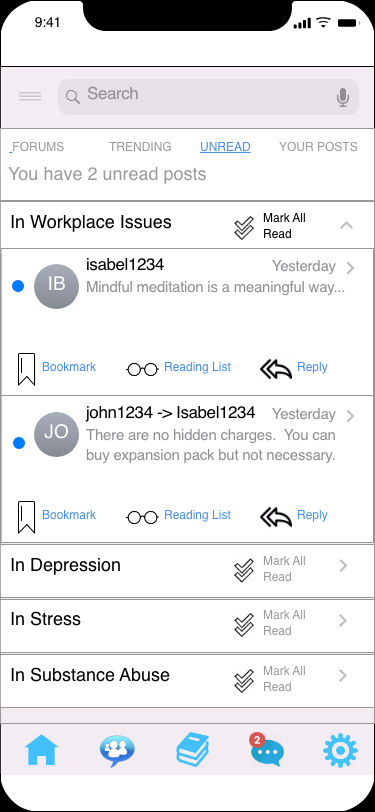 9:41
Search
FORUMS TRENDING UNREAD YOUR POSTS
You have 2 unread posts
In Workplace Issues Mark All
Read
IB isabel1234 Yesterday
Mindful meditation is a meaningful way...
Bookmark Reading List Reply
JO john1234 -> Isabel1234 Yesterday
There are no hidden charges. You can
buy expansion pack but not necessary.
Bookmark Reading List Reply
In Depression Mark All
Read
In Stress Mark All
Read
In Substance Abuse Mark All
Read
2